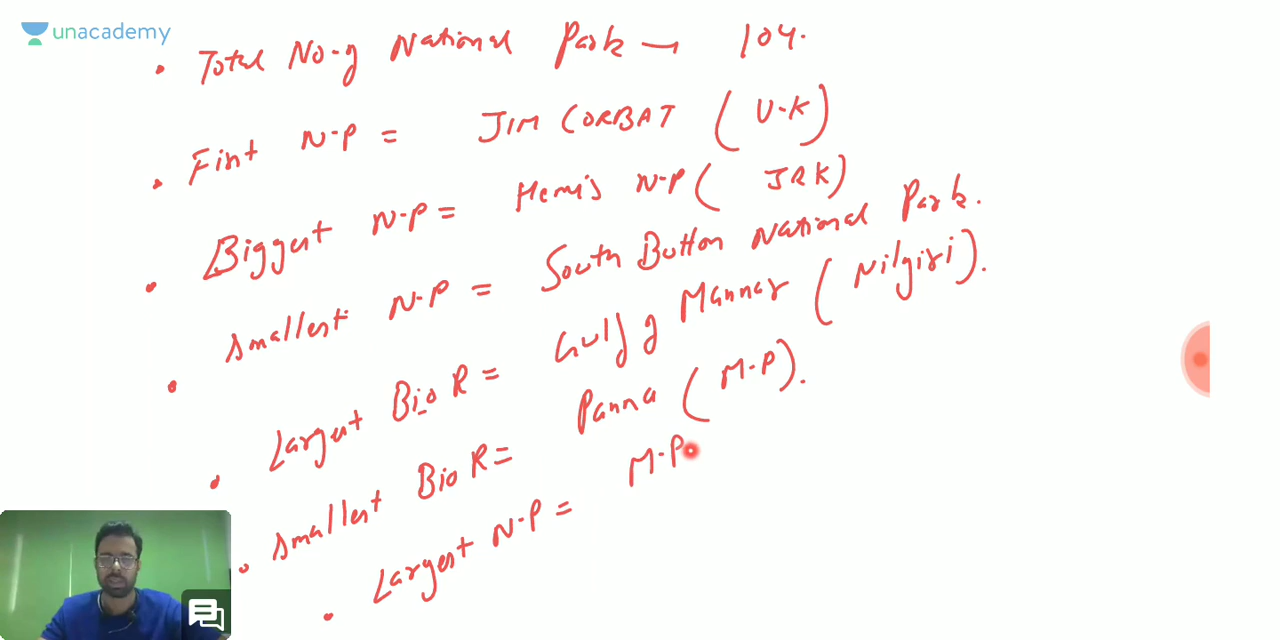 unacademy
• Total No. of National Park — 104.
• First N-P = JIM CORBAT (U.K)
• Biggest N-P = Hemis N-P (J&K)
• Smallest N-P = South Button National Park.
• Largest Bio R = Gulf of Mannar (Nilgiri).
• Smallest Bio R = Panna (M.P).
• Largest N-P = M.P